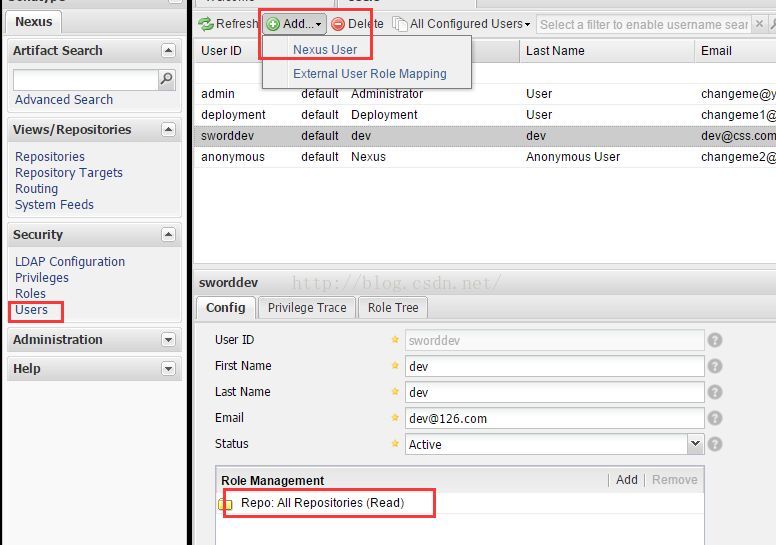 Nexus
Artifact Search
Advanced Search
Views/Repositories
Repositories
Repository Targets
Routing
System Feeds
Security
LDAP Configuration
Privileges
Roles
Users
Administration
Help
Refresh Add... Delete All Configured Users Select a filter to enable username sear
Nexus User
External User Role Mapping
User ID Last Name Email
admin default Administrator User changeme@y
deployment default Deployment User changeme1@
sworddev default dev dev dev@css.com
anonymous default Nexus Anonymous User changeme2@
sworddev
http://blog.csdn.net/
Config Privilege Trace Role Tree
User ID sworddev
First Name dev
Last Name dev
Email dev@126.com
Status Active
Role Management Add Remove
Repo: All Repositories (Read)